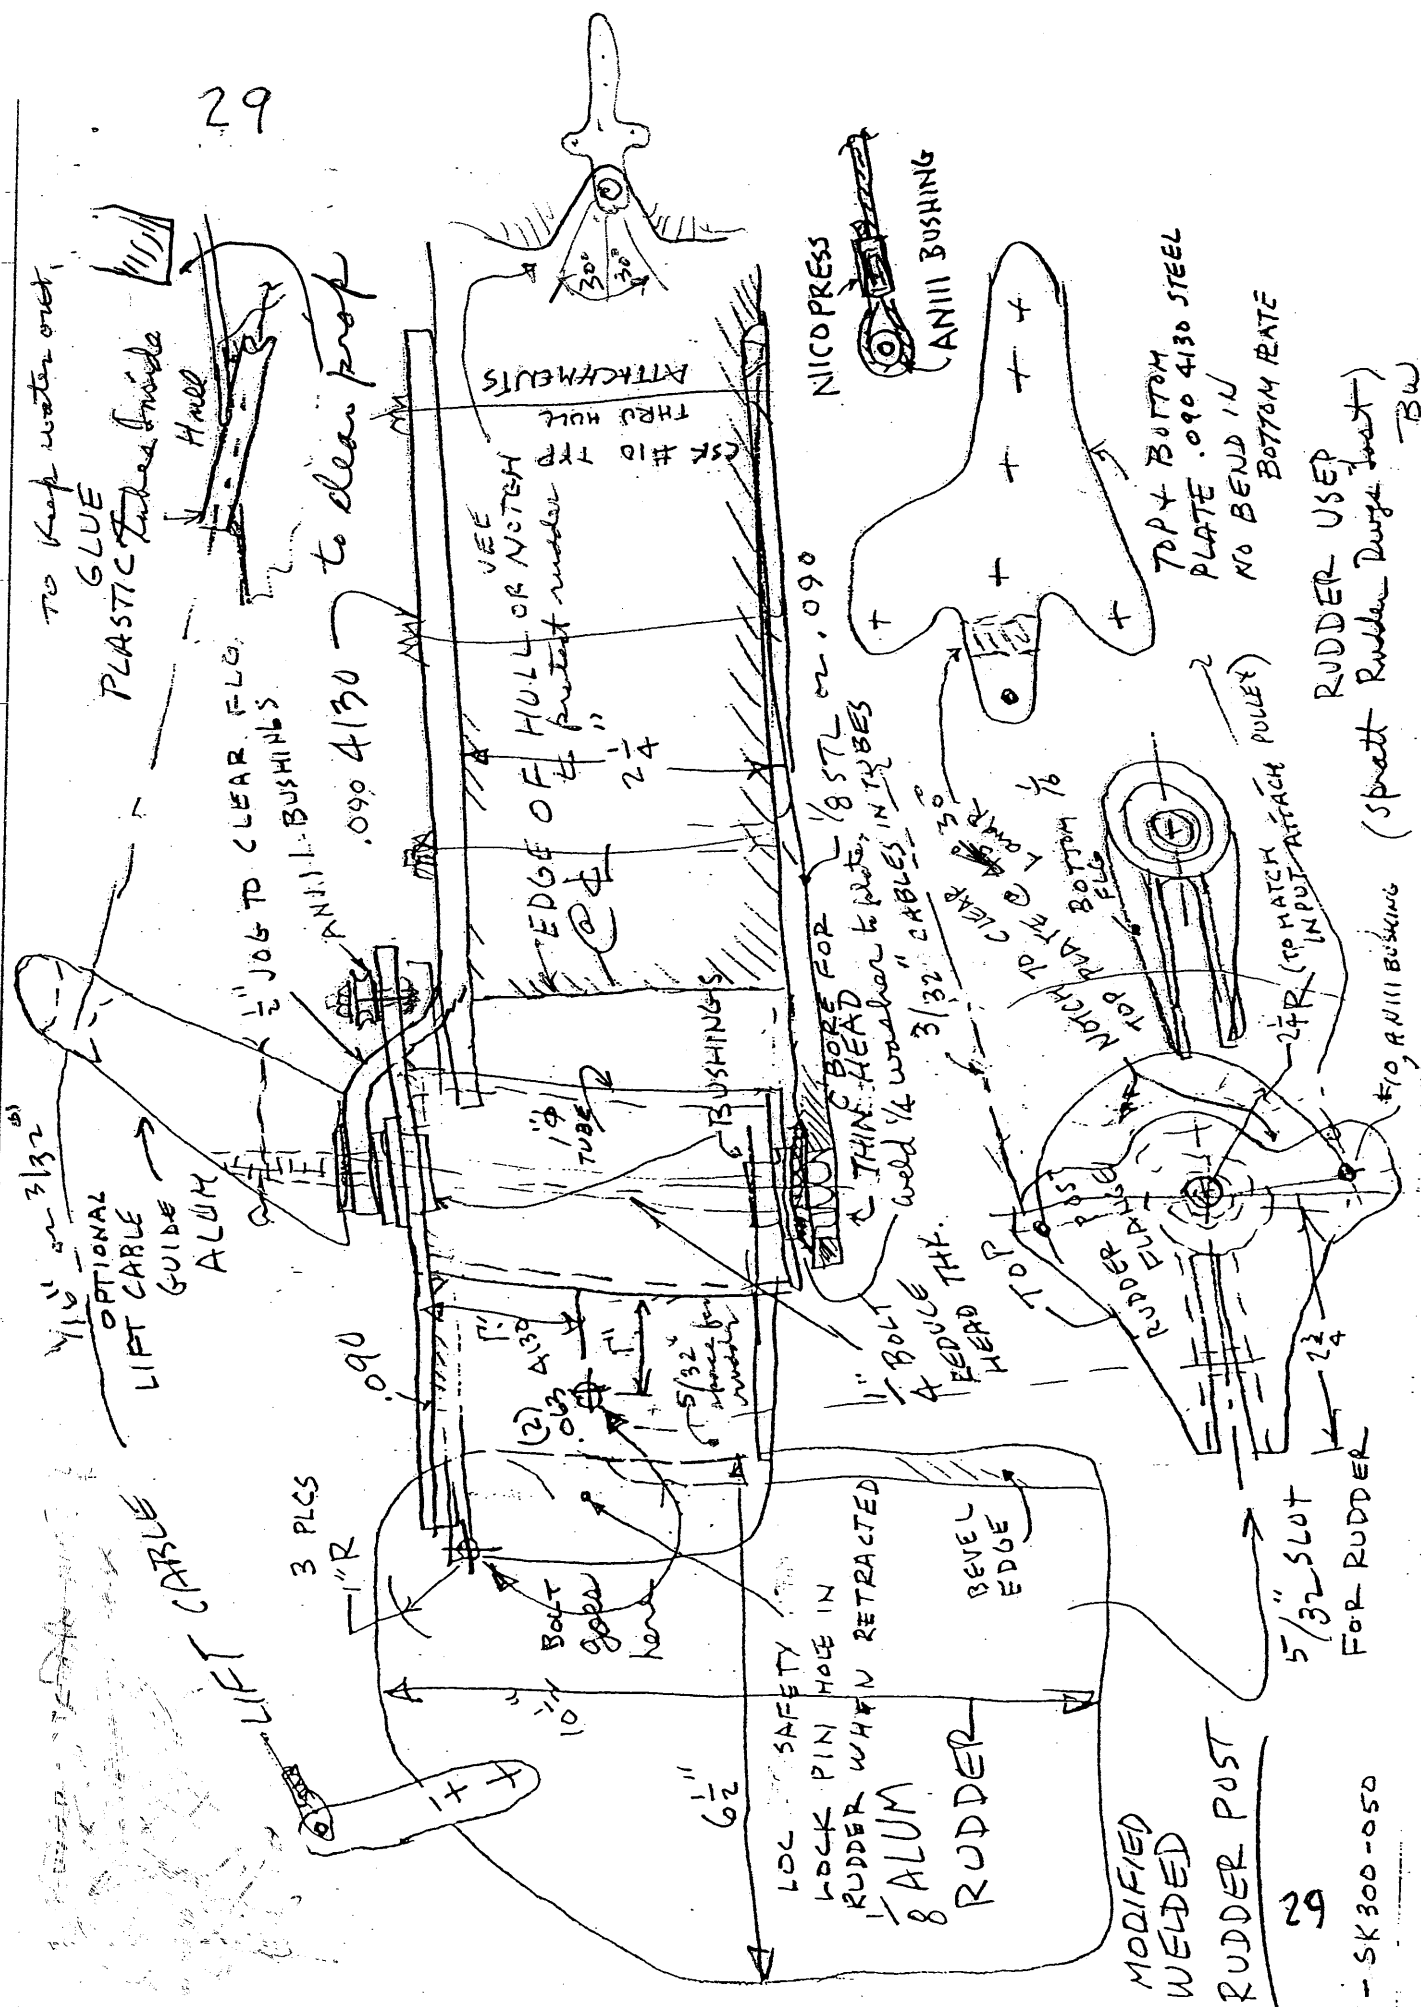 29
TO Keep water out,
GLUE
PLASTIC Tubes Inside
Hull
1/16" or 3/32"
OPTIONAL
LIFT CABLE
GUIDE
ALUM
1/2" JOG TO CLEAR FLG.
AN111 BUSHINGS
.090 4130
to clear prop
LIFT CABLE
3 PLCS
1"R
.090
VEE
EDGE OF HULL OR NOTCH
@ ℄
protect rudder
2 1/4"
CSK #10 TYP
THRU HULL
ATTACHMENTS
30°
30°
1"
(2)
.063 4130
1"
5/32"
space for
rudder
1"Φ
TUBE
BUSHINGS
Bolt
goes
here
10 1/2"
6 1/2"
LOC SAFETY
LOCK PIN HOLE IN
RUDDER WHEN RETRACTED
1/8 ALUM
RUDDER
BEVEL
EDGE
C'BORE FOR
THIN HEAD
1/8 STL or .090
weld 1/4 washer to plate,
3/32" CABLES IN TUBES
1/4 BOLT
REDUCE
HEAD THK.
NICOPRESS
AN111 BUSHING
30°
TOP & BOTTOM
PLATE .090 4130 STEEL
NO BEND IN
BOTTOM PLATE
NOTCH TO CLEAR
TOP PLATE @
BOTTOM
FLG
1/16
TOP
RUDDER POST
FLANGE
2 1/4 R (TO MATCH
INPUT ATTACH PULLEY)
2 3/4
#10, AN111 BUSHING
5/32" SLOT
FOR RUDDER
RUDDER USED
(Spratt Rudder Design Boat)
BW
MODIFIED
WELDED
RUDDER POST
29
- SK300-050